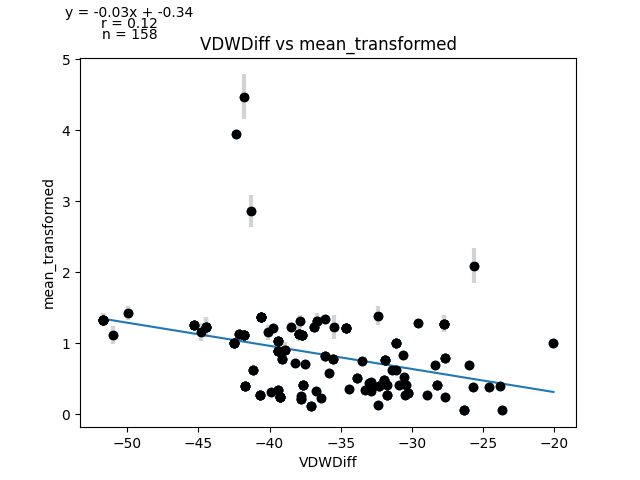 y = -0.03x + -0.34
r = 0.12
n = 158
VDWDiff vs mean_transformed
mean_transformed
5
4
3
2
1
0
−50 −45 −40 −35 −30 −25 −20
VDWDiff